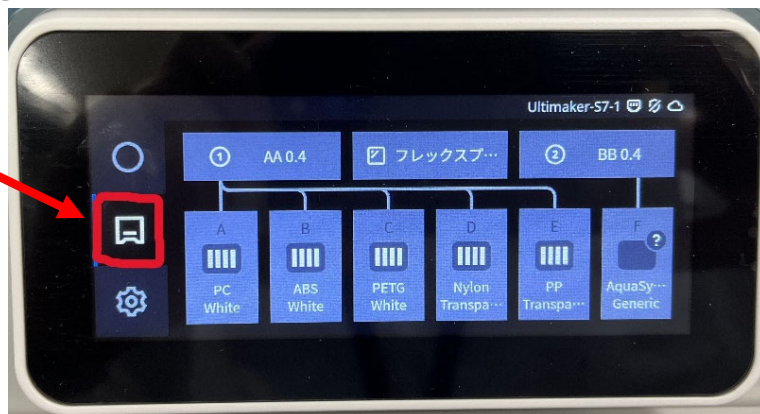 Ultimaker-S7-1
1 AA 0.4
フレックスプ…
2 BB 0.4
A B C D E F
?
PC ABS PETG Nylon PP AquaSy…
White White White Transpa… Transpa… Generic